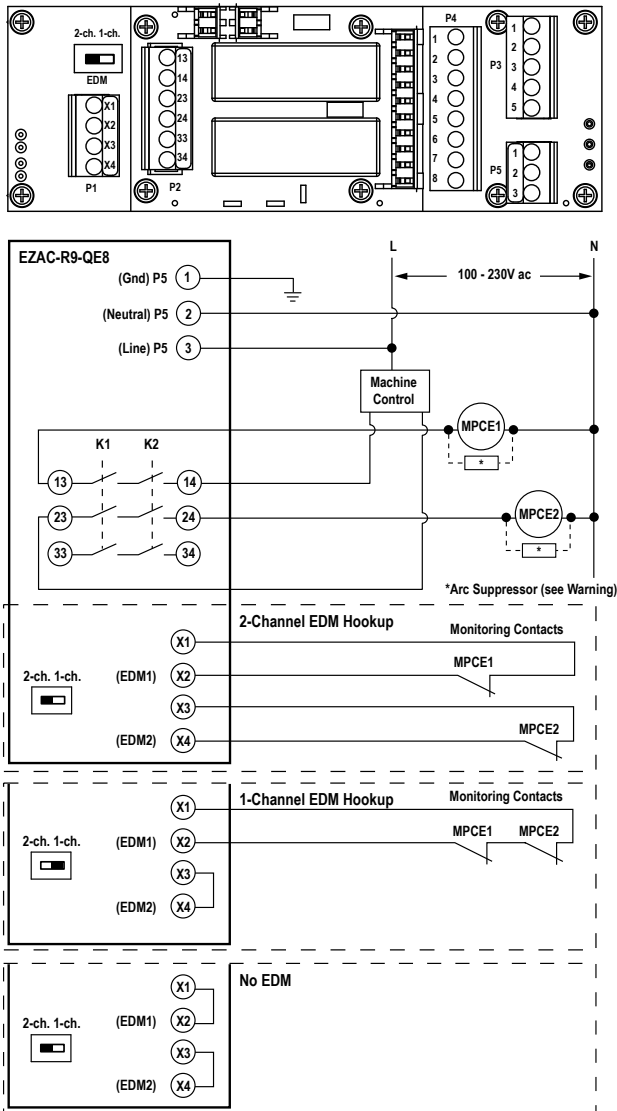 2-ch. 1-ch.
EDM
X1
X2
X3
X4
P1
13
14
23
24
33
34
P2
P4
1
2
3
4
5
6
7
8
P3
1
2
3
4
5
P5
1
2
3
EZAC-R9-QE8
(Gnd) P5 1
(Neutral) P5 2
(Line) P5 3
L
N
100 - 230V ac
Machine
Control
MPCE1
*
K1 K2
13 14
23 24
33 34
MPCE2
*
*Arc Suppressor (see Warning)
2-Channel EDM Hookup
Monitoring Contacts
X1
MPCE1
2-ch. 1-ch.
(EDM1) X2
X3
MPCE2
(EDM2) X4
1-Channel EDM Hookup
Monitoring Contacts
X1
MPCE1 MPCE2
2-ch. 1-ch.
(EDM1) X2
X3
(EDM2) X4
No EDM
X1
2-ch. 1-ch.
(EDM1) X2
X3
(EDM2) X4